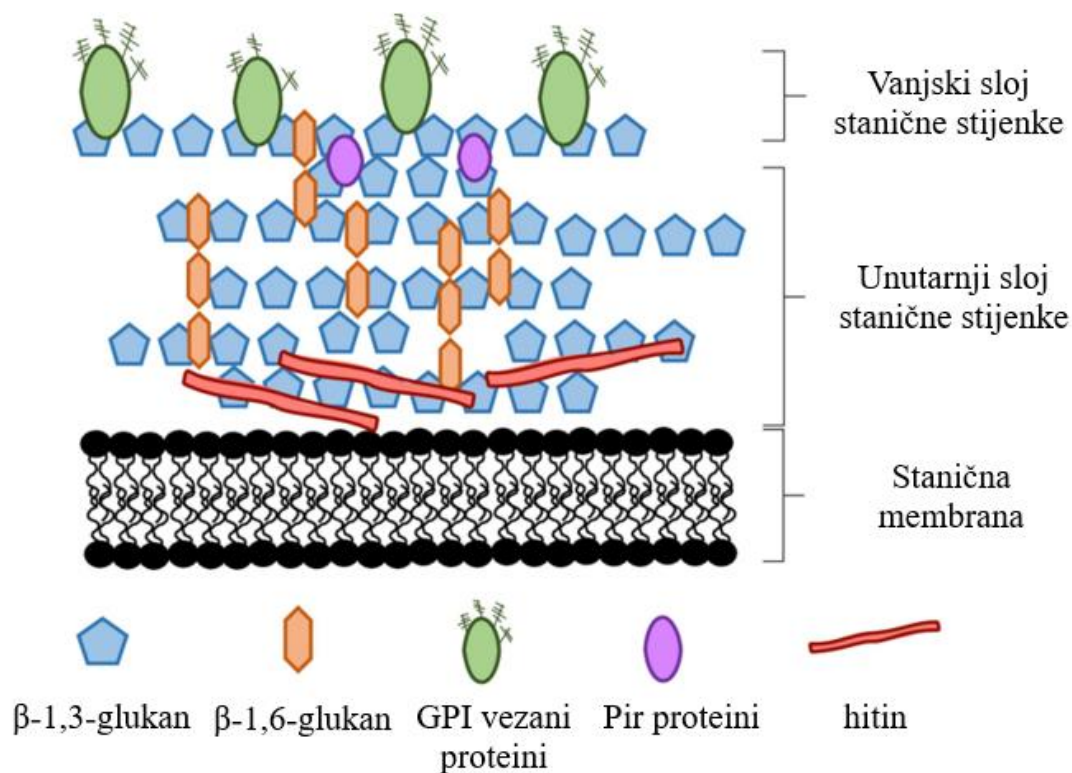 Vanjski sloj
stanične stijenke
Unutarnji sloj
stanične stijenke
Stanična
membrana
β-1,3-glukan
β-1,6-glukan
GPI vezani
proteini
Pir proteini
hitin